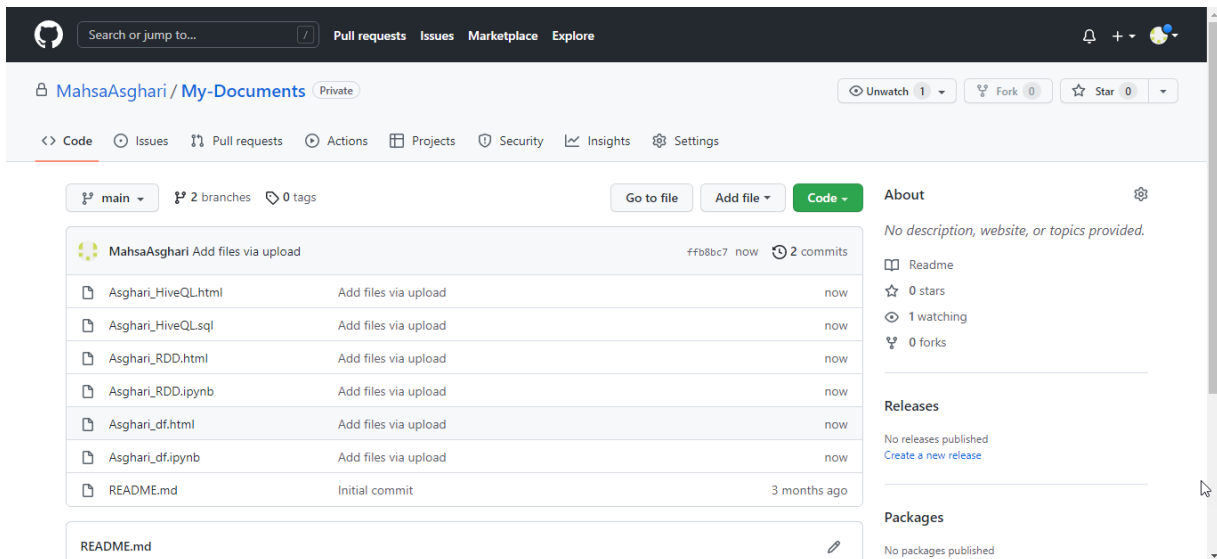 Search or jump to... / Pull requests Issues Marketplace Explore
MahsaAsghari / My-Documents Private Unwatch 1 Fork 0 Star 0
Code Issues Pull requests Actions Projects Security Insights Settings
main 2 branches 0 tags Go to file Add file Code About
No description, website, or topics provided.
MahsaAsghari Add files via upload ffb8bc7 now 2 commits
Readme
Asghari_HiveQL.html Add files via upload now
0 stars
Asghari_HiveQL.sql Add files via upload now
1 watching
0 forks
Asghari_RDD.html Add files via upload now
Asghari_RDD.ipynb Add files via upload now
Releases
Asghari_df.html Add files via upload now
No releases published
Create a new release
Asghari_df.ipynb Add files via upload now
README.md Initial commit 3 months ago
Packages
README.md
No packages published